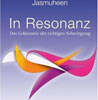 Jasmuheen
In Resonanz
Das Geheimnis der richtigen Schwingung